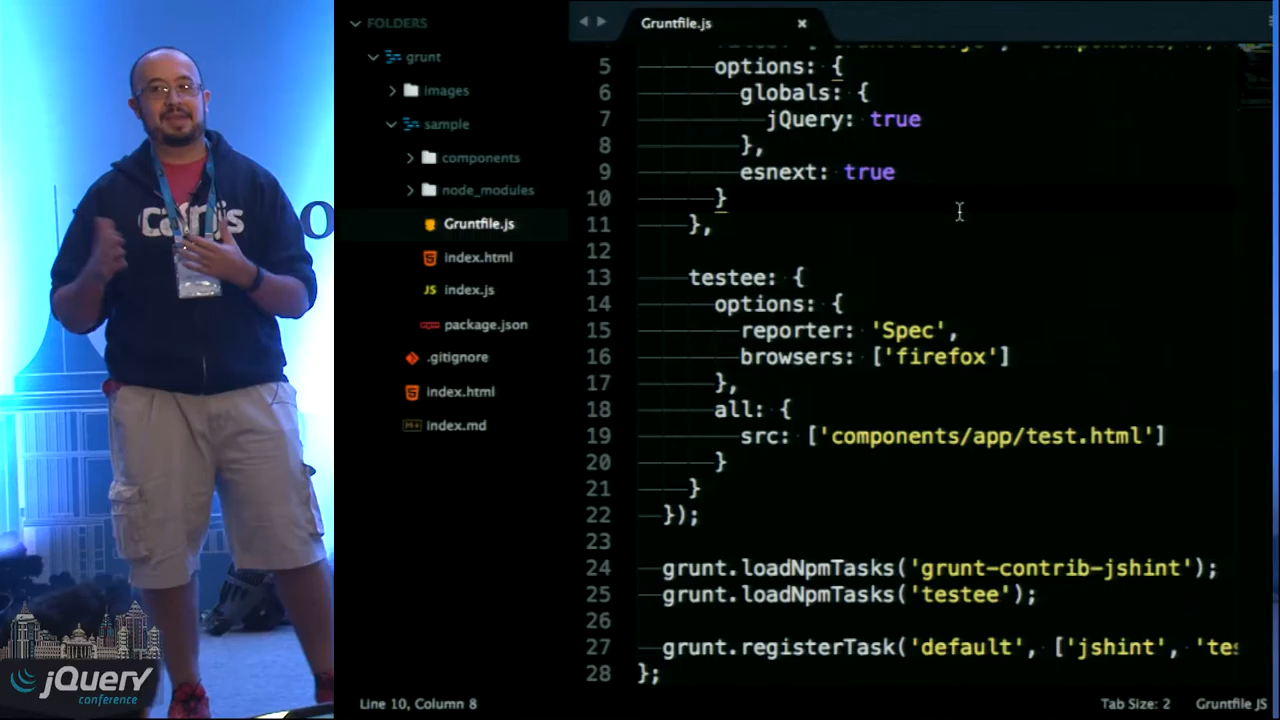 canjs
jQuery
conference
FOLDERS
grunt
images
sample
components
node_modules
Gruntfile.js
index.html
JS index.js
package.json
.gitignore
index.html
index.md
Line 10, Column 8
Gruntfile.js
5 options: {
6 globals: {
7 jQuery: true
8 },
9 esnext: true
10 }
11 },
12
13 testee: {
14 options: {
15 reporter: 'Spec',
16 browsers: ['firefox']
17 },
18 all: {
19 src: ['components/app/test.html']
20 }
21 }
22 });
23
24 grunt.loadNpmTasks('grunt-contrib-jshint');
25 grunt.loadNpmTasks('testee');
26
27 grunt.registerTask('default', ['jshint', 'tes
28 };
Tab Size: 2
Gruntfile JS